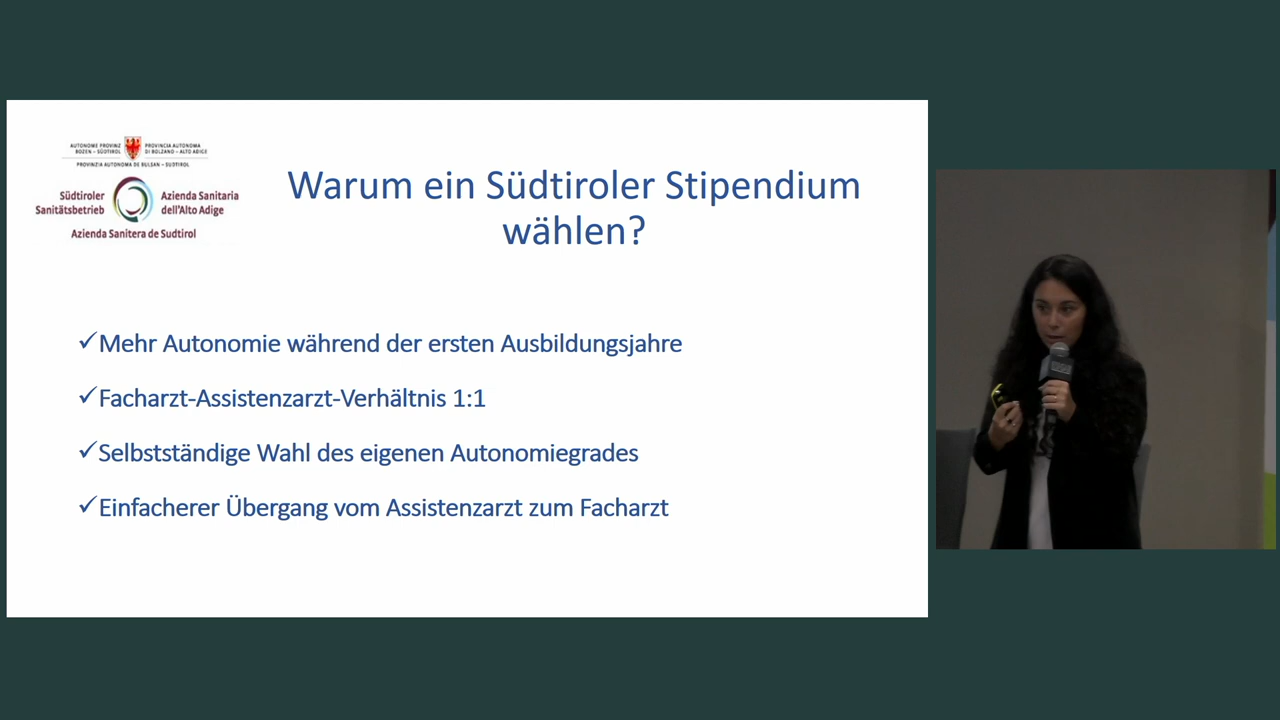 AUTONOME PROVINZ
BOZEN – SÜDTIROL
PROVINCIA AUTONOMA
DI BOLZANO – ALTO ADIGE
PROVINZIA AUTONOMA DE BULSAN – SÜDTIROL
Südtiroler
Sanitätsbetrieb
Azienda Sanitaria
dell'Alto Adige
Azienda Sanitera de Sudtirol
Warum ein Südtiroler Stipendium
wählen?
✓Mehr Autonomie während der ersten Ausbildungsjahre
✓Facharzt-Assistenzarzt-Verhältnis 1:1
✓Selbstständige Wahl des eigenen Autonomiegrades
✓Einfacherer Übergang vom Assistenzarzt zum Facharzt